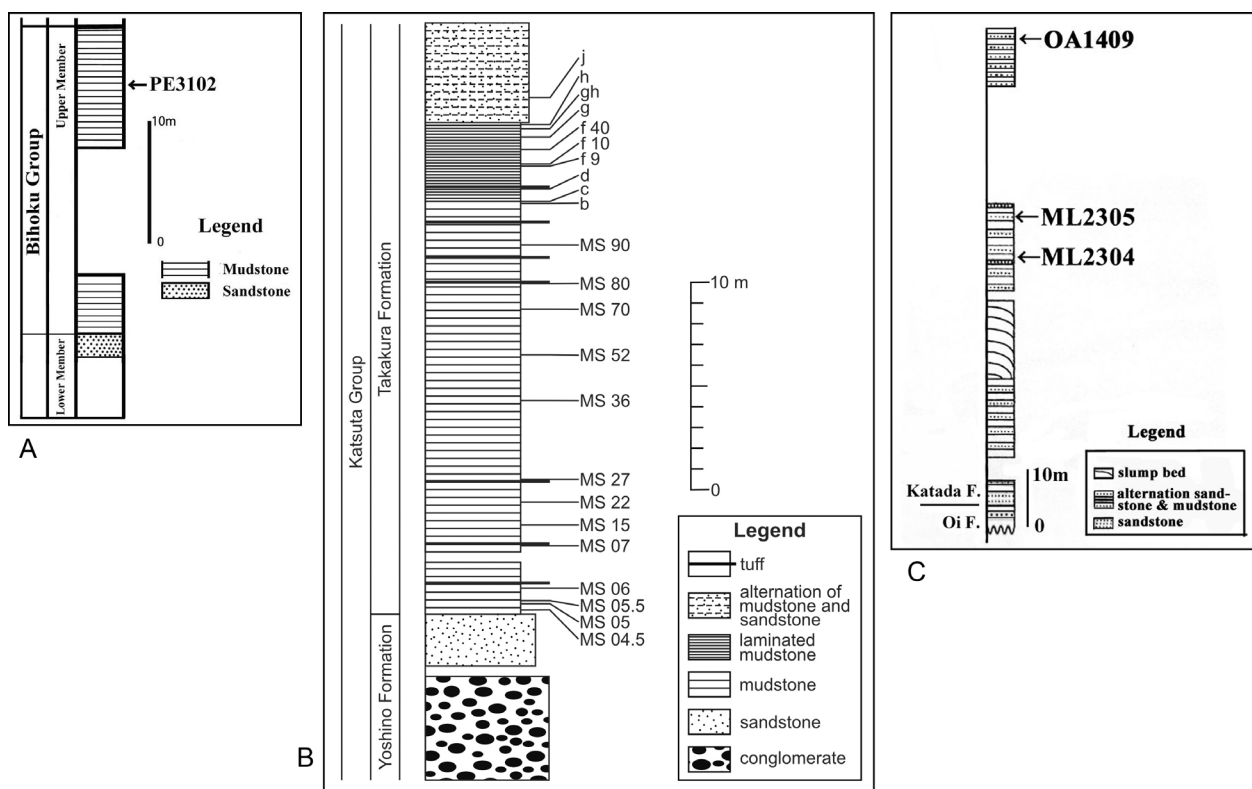 Bihoku Group
Upper Member
Lower Member
PE3102
10m
0
Legend
Mudstone
Sandstone
A
Katsuta Group
Takakura Formation
Yoshino Formation
j
h
gh
g
f 40
f 10
f 9
d
c
b
MS 90
MS 80
MS 70
MS 52
MS 36
MS 27
MS 22
MS 15
MS 07
MS 06
MS 05.5
MS 05
MS 04.5
10 m
0
Legend
tuff
alternation of
mudstone and
sandstone
laminated
mudstone
mudstone
sandstone
conglomerate
B
OA1409
ML2305
ML2304
Katada F.
Oi F.
10m
0
Legend
slump bed
alternation sand-
stone & mudstone
sandstone
C